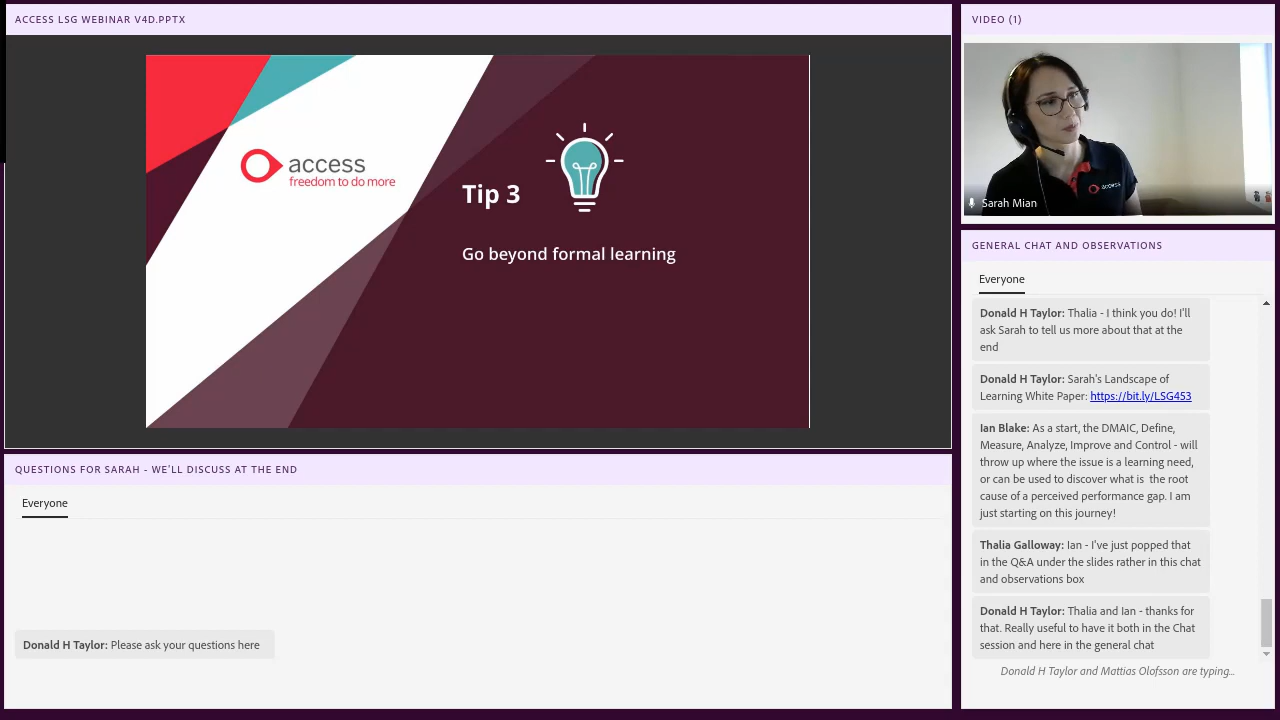 ACCESS LSG WEBINAR V4D.PPTX
access
freedom to do more
Tip 3
Go beyond formal learning
QUESTIONS FOR SARAH - WE'LL DISCUSS AT THE END
Everyone
Donald H Taylor: Please ask your questions here
VIDEO (1)
access
Sarah Mian
GENERAL CHAT AND OBSERVATIONS
Everyone
Donald H Taylor: Thalia - I think you do! I'll
ask Sarah to tell us more about that at the
end
Donald H Taylor: Sarah's Landscape of
Learning White Paper: https://bit.ly/LSG453
Ian Blake: As a start, the DMAIC, Define,
Measure, Analyze, Improve and Control - will
throw up where the issue is a learning need,
or can be used to discover what is  the root
cause of a perceived performance gap. I am
just starting on this journey!
Thalia Galloway: Ian - I've just popped that
in the Q&A under the slides rather in this chat
and observations box
Donald H Taylor: Thalia and Ian - thanks for
that. Really useful to have it both in the Chat
session and here in the general chat
Donald H Taylor and Mattias Olofsson are typing...